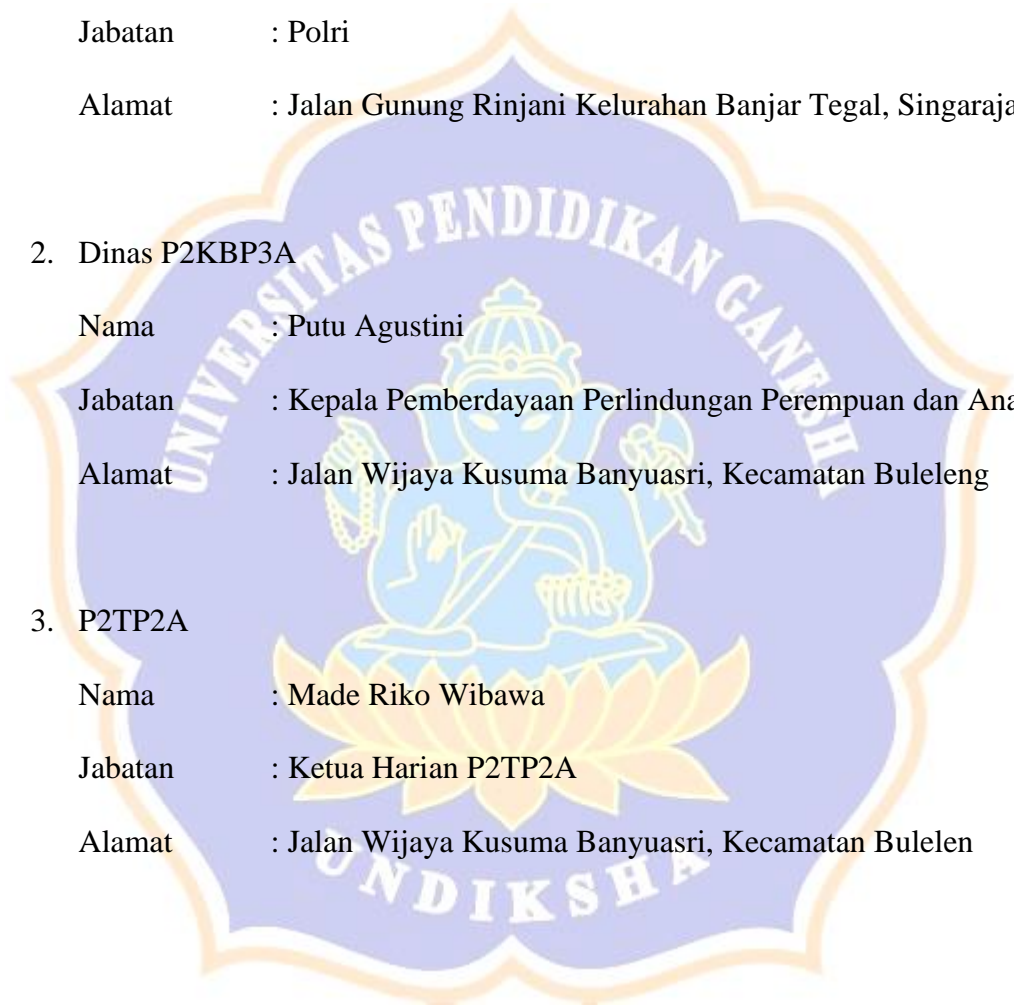 Jabatan : Polri
Alamat : Jalan Gunung Rinjani Kelurahan Banjar Tegal, Singaraja
2. Dinas P2KBP3A
Nama : Putu Agustini
Jabatan : Kepala Pemberdayaan Perlindungan Perempuan dan Ana
Alamat : Jalan Wijaya Kusuma Banyuasri, Kecamatan Buleleng
3. P2TP2A
Nama : Made Riko Wibawa
Jabatan : Ketua Harian P2TP2A
Alamat : Jalan Wijaya Kusuma Banyuasri, Kecamatan Bulelen
UNIVERSITAS PENDIDIKAN GANESH
UNDIKSHA